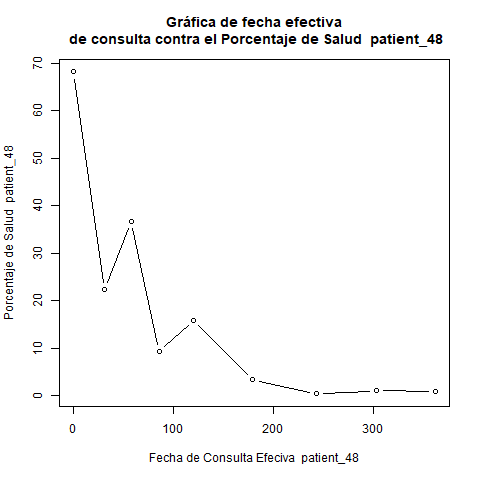 Gráfica de fecha efectiva
de consulta contra el Porcentaje de Salud patient_48
Porcentaje de Salud patient_48
70
60
50
40
30
20
10
0
0 100 200 300
Fecha de Consulta Efeciva patient_48